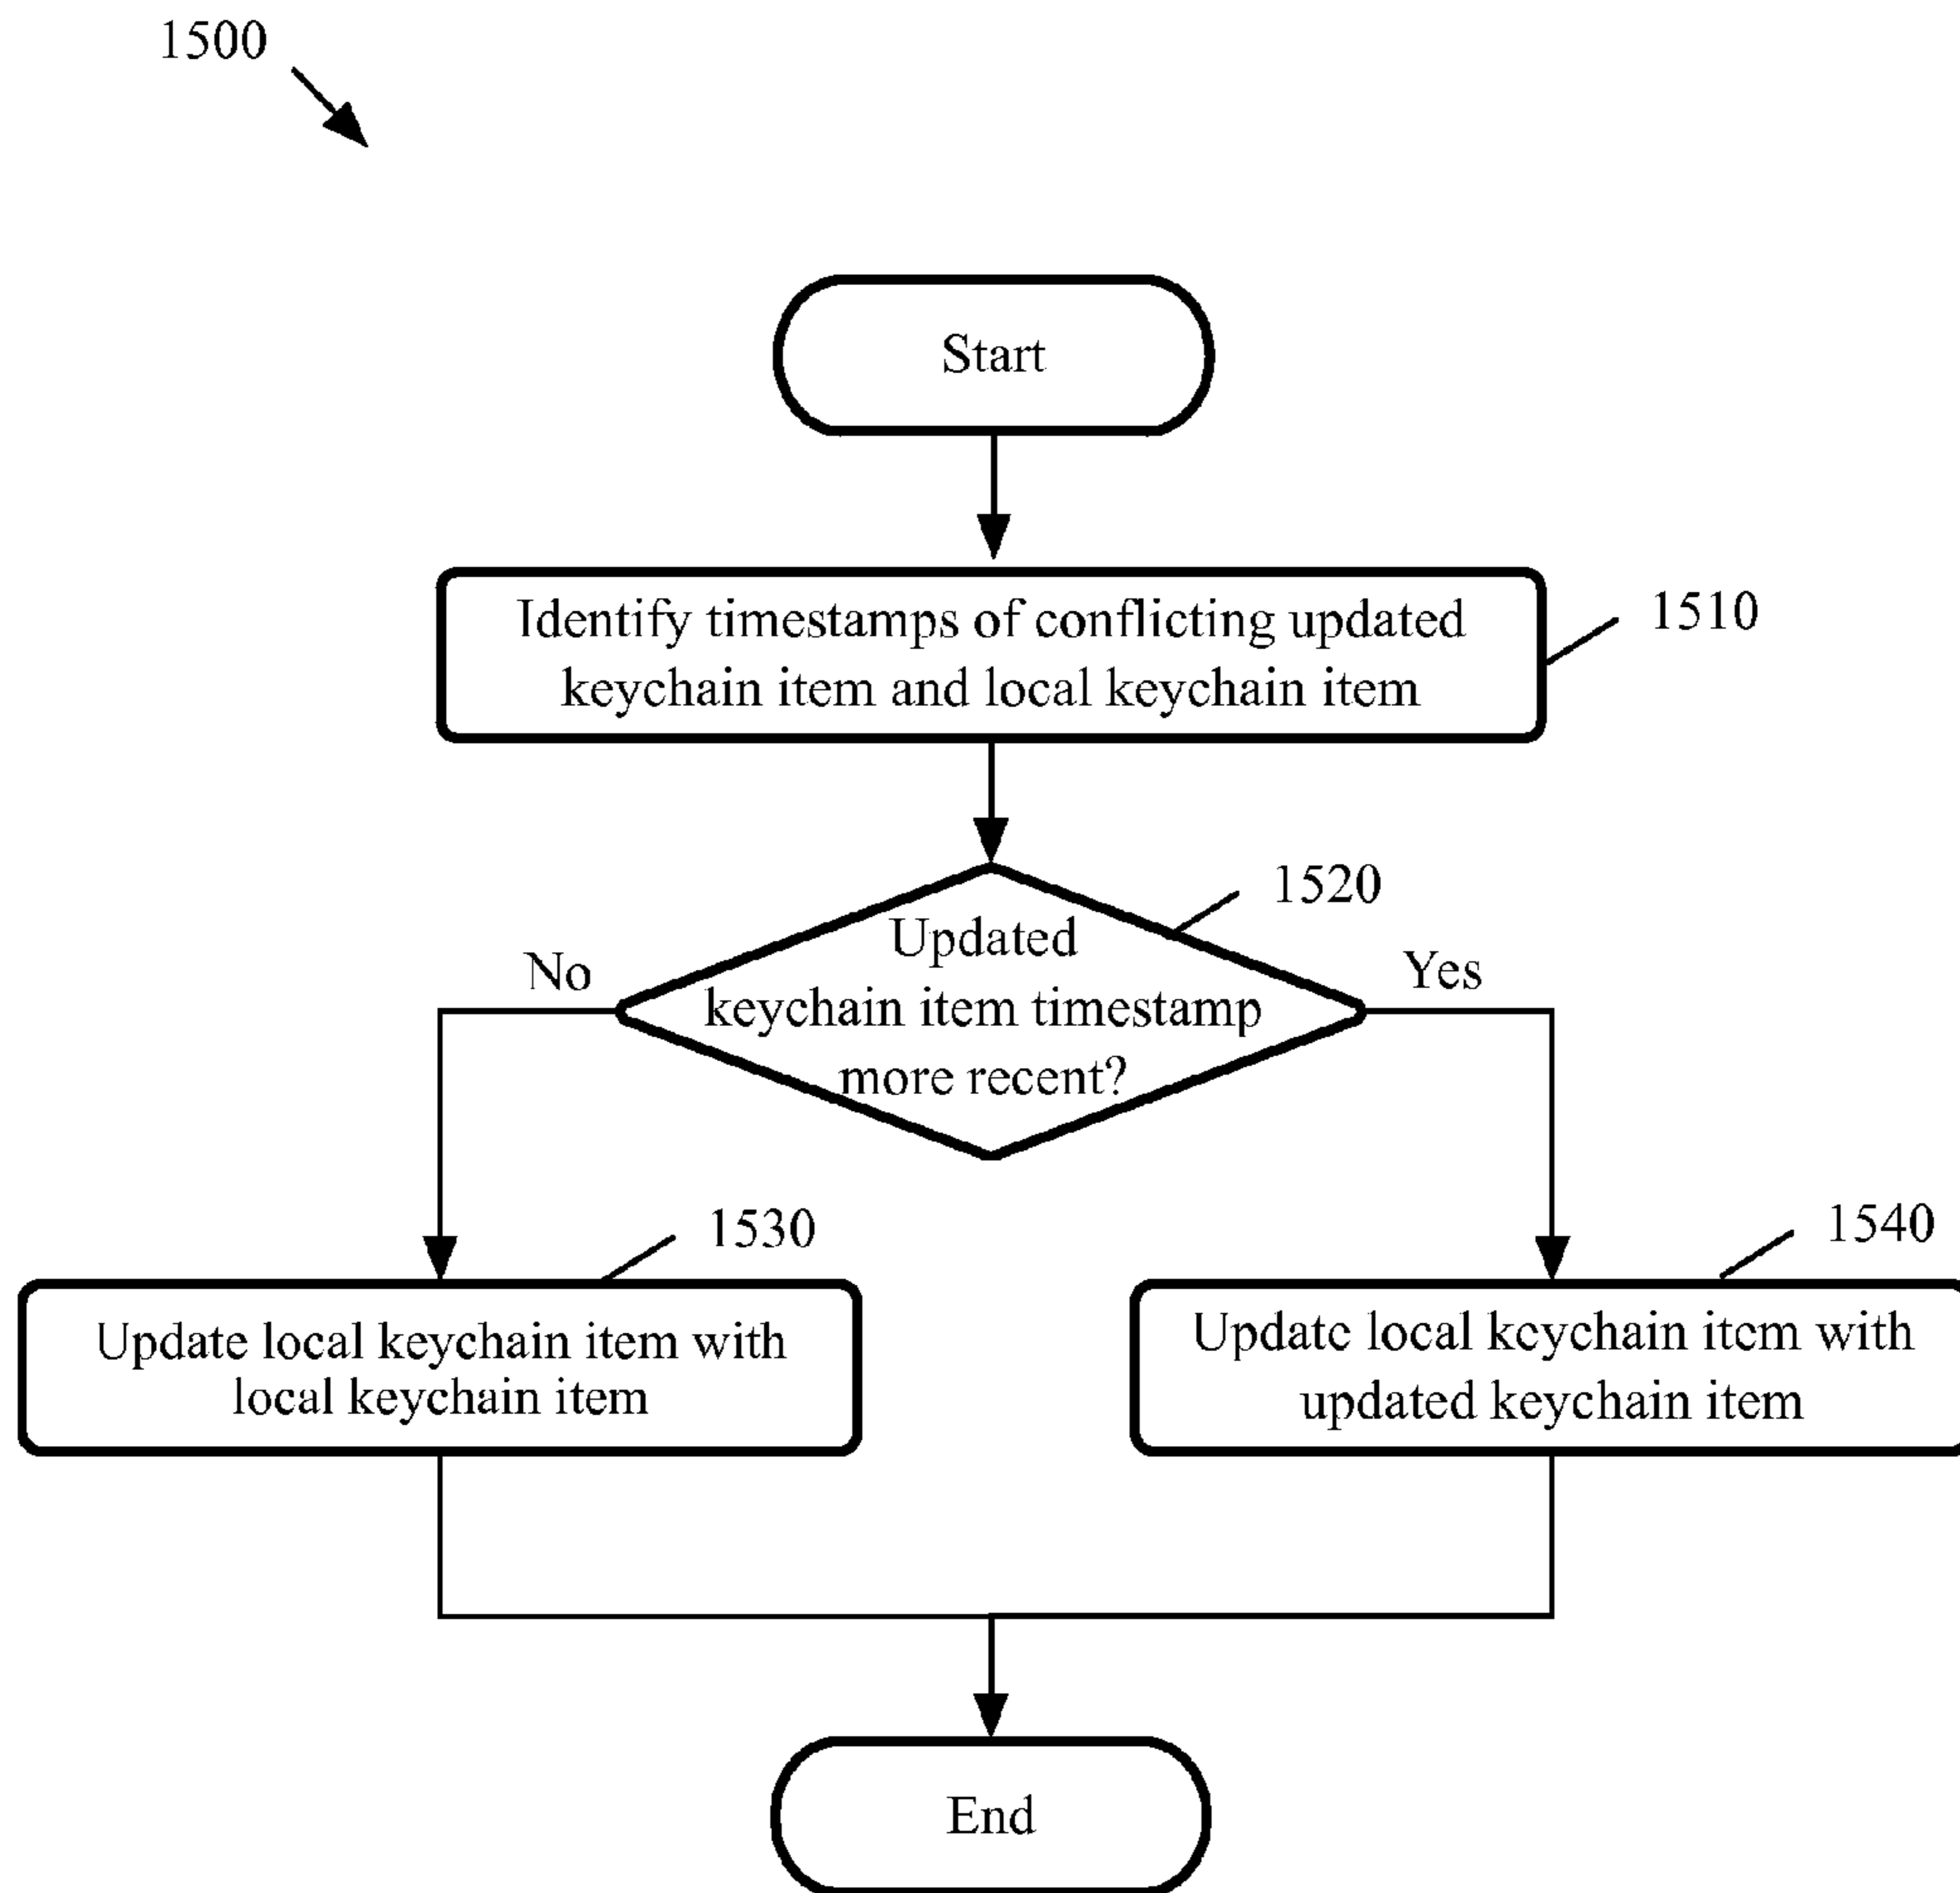 1500
Start
Identify timestamps of conflicting updated
keychain item and local keychain item
1510
1520
Updated
keychain item timestamp
more recent?
No
Yes
1530
1540
Update local keychain item with
local keychain item
Update local keychain item with
updated keychain item
End